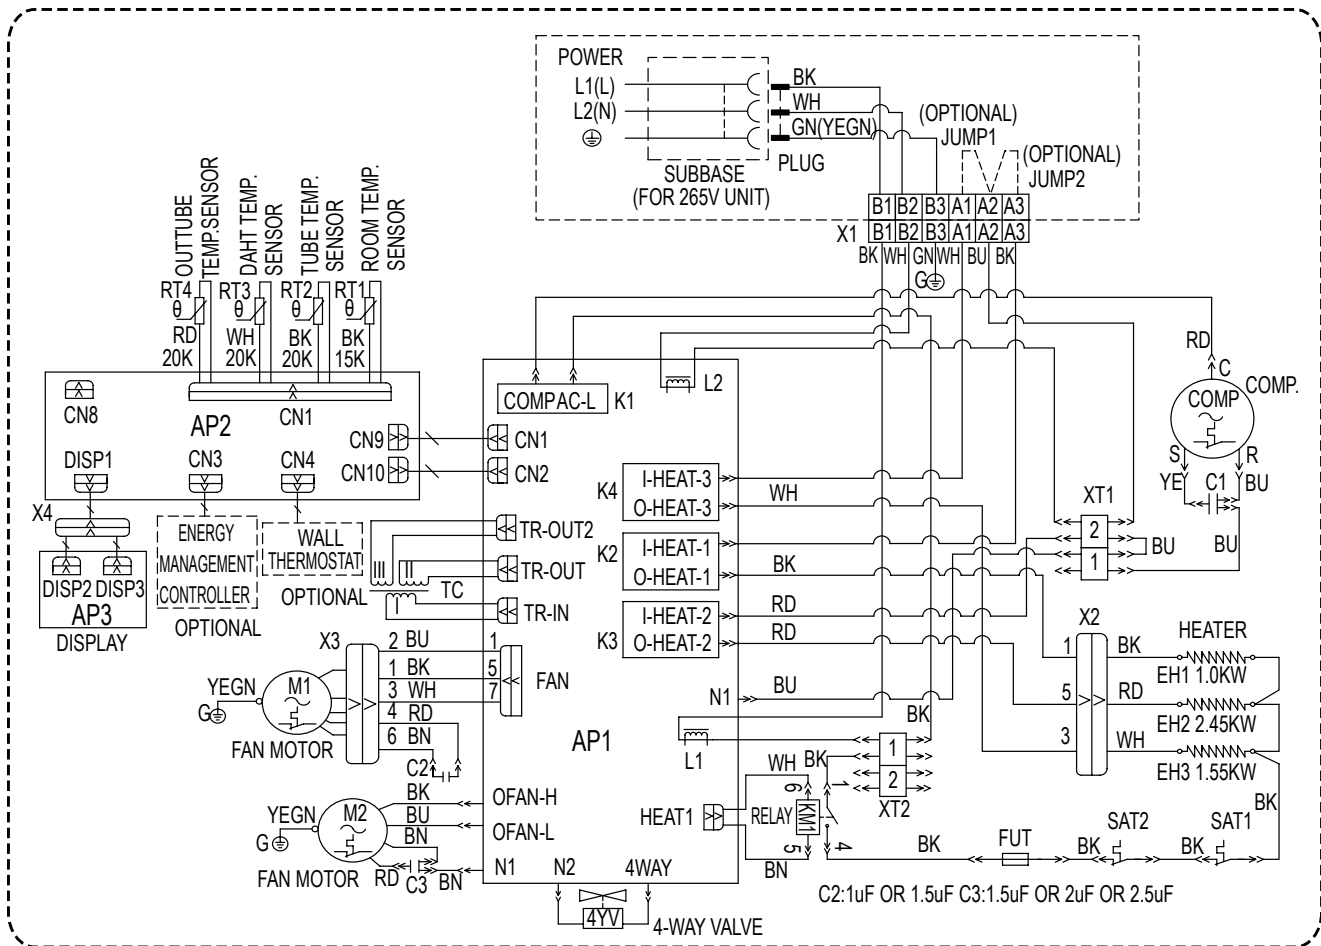 POWER
L1(L)
L2(N)
BK
WH
GN(YEGN)
PLUG
SUBBASE
(FOR 265V UNIT)
(OPTIONAL)
JUMP1
(OPTIONAL)
JUMP2
B1 B2 B3 A1 A2 A3
X1 B1 B2 B3 A1 A2 A3
BK WH GN WH BU BK
G
OUTTUBE
TEMP.SENSOR
DAHT TEMP.
SENSOR
TUBE TEMP.
SENSOR
ROOM TEMP.
SENSOR
RT4 RT3 RT2 RT1
θ θ θ θ
RD WH BK BK
20K 20K 20K 15K
CN8
CN1
AP2
DISP1
CN3
CN4
CN9
CN10
CN1
CN2
X4
DISP2 DISP3
AP3
DISPLAY
ENERGY
MANAGEMENT
CONTROLLER
OPTIONAL
WALL
THERMOSTAT
OPTIONAL
III II
I
TC
TR-OUT2
TR-OUT
TR-IN
COMPAC-L K1
L2
K4
I-HEAT-3
O-HEAT-3
WH
K2
I-HEAT-1
O-HEAT-1
BK
K3
I-HEAT-2
O-HEAT-2
RD
RD
N1 BU
RD
C
COMP.
COMP
S R
YE C1 BU
XT1
2
1
BU
BU
X2
1
5
3
BK
RD
WH
HEATER
EH1 1.0KW
EH2 2.45KW
EH3 1.55KW
BK
X3
2 BU 1
1 BK 5
3 WH 7
4 RD
6 BN
FAN
YEGN
G
M1
FAN MOTOR
C2
AP1
L1
BK
1
2
XT2
YEGN
G
M2
FAN MOTOR
BK
BU
BN
RD C3 BN
OFAN-H
OFAN-L
N1 N2 4WAY
4YV
4-WAY VALVE
HEAT1
WH
BK
6 1
RELAY KM1
5 4
BN
BK
FUT
BK
SAT2
BK
SAT1
C2:1uF OR 1.5uF C3:1.5uF OR 2uF OR 2.5uF